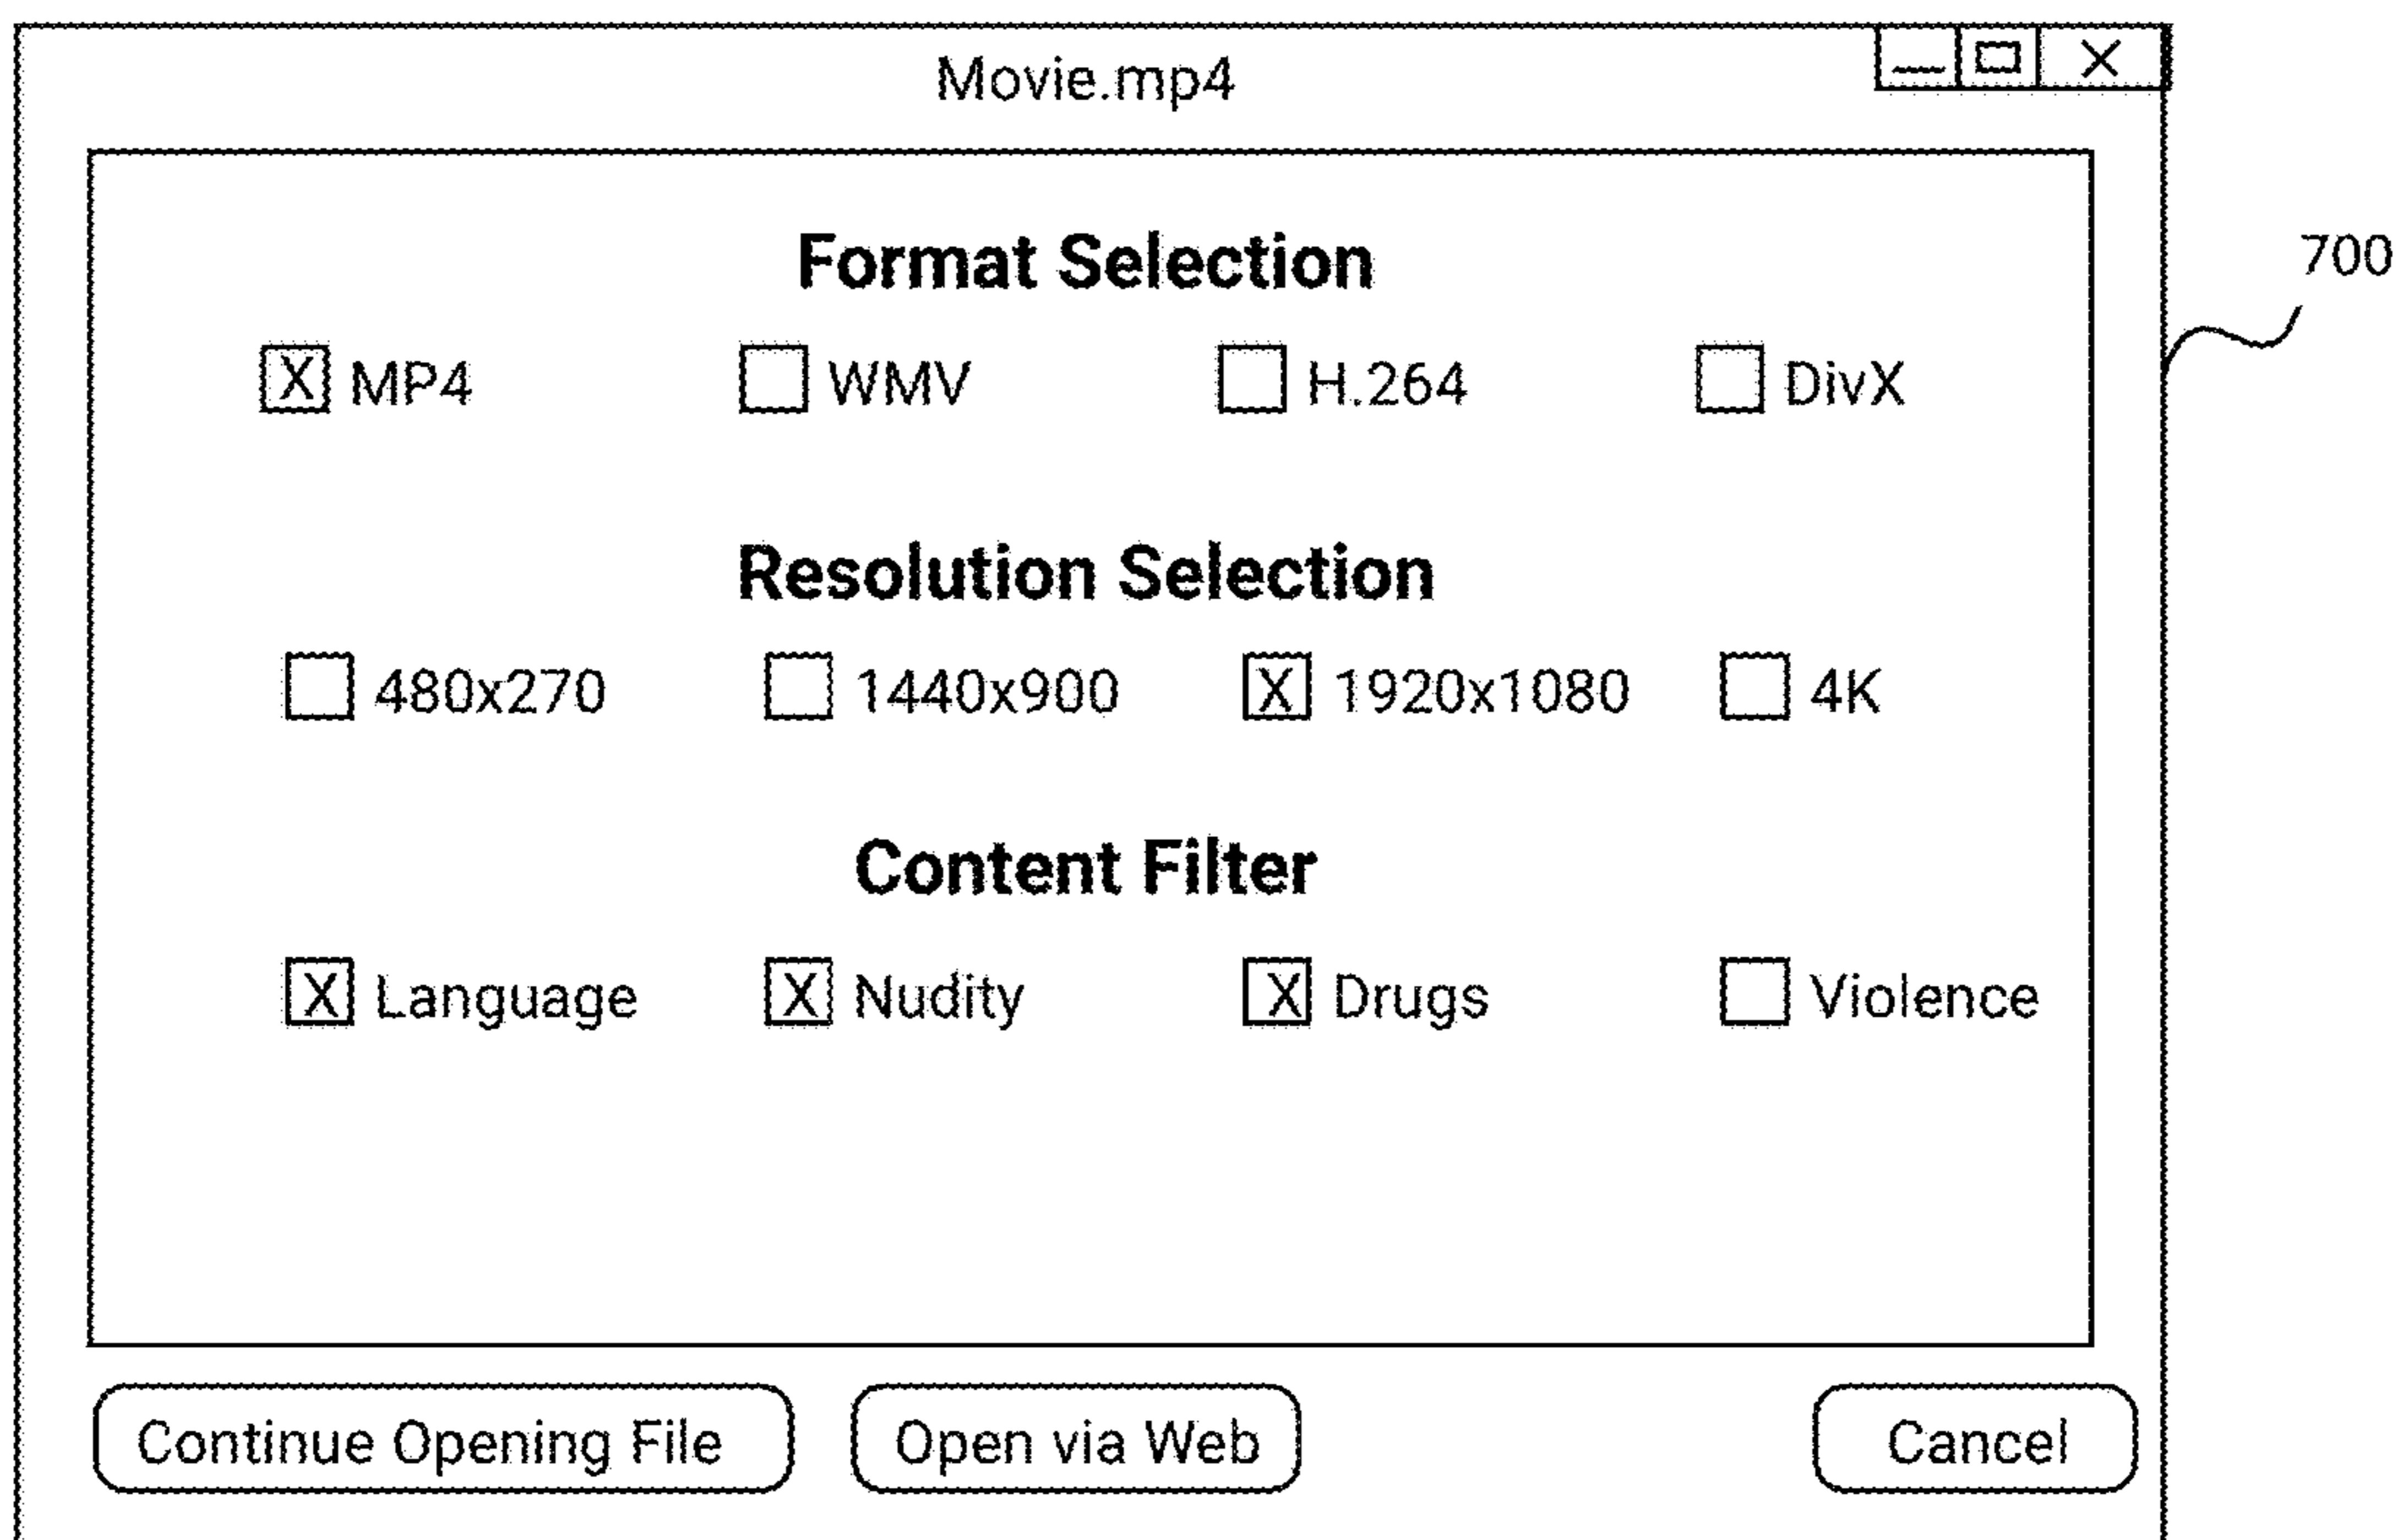 Movie.mp4
Format Selection
X MP4 WMV H.264 DivX
700
Resolution Selection
480x270 1440x900 X 1920x1080 4K
Content Filter
X Language X Nudity X Drugs Violence
Continue Opening File Open via Web Cancel